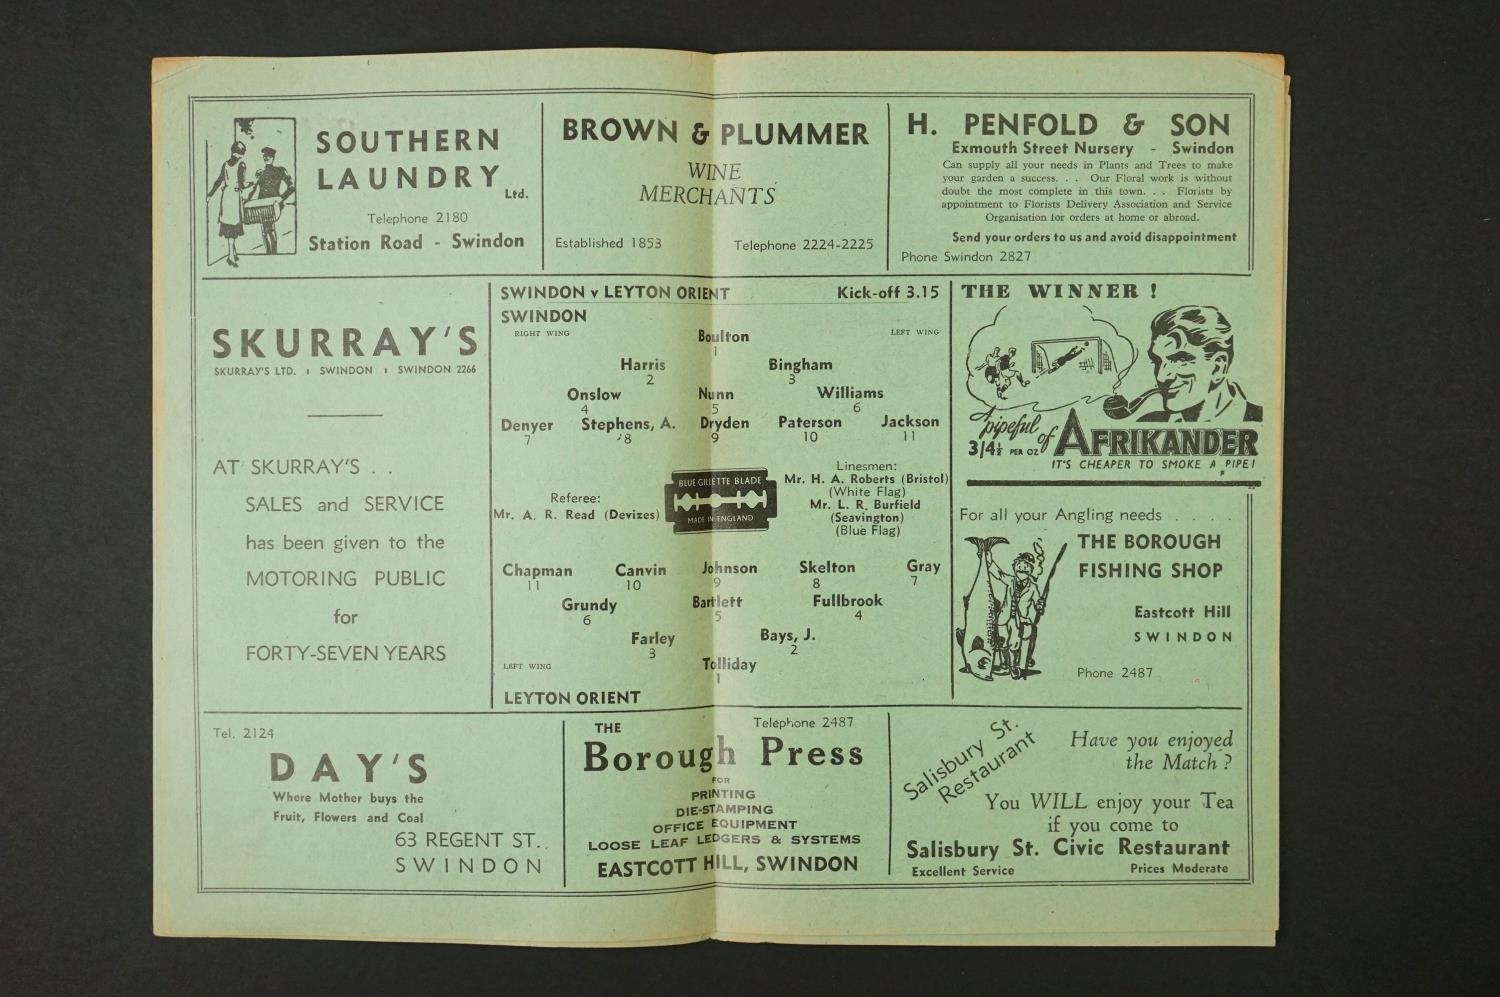 SOUTHERN
LAUNDRY
Ltd.
Telephone 2180
Station Road - Swindon
BROWN & PLUMMER
WINE
MERCHANTS
Established 1853
Telephone 2224-2225
H. PENFOLD & SON
Exmouth Street Nursery - Swindon
Can supply all your needs in Plants and Trees to make
your garden a success. . . Our Floral work is without
doubt the most complete in this town. . . Florists by
appointment to Florists Delivery Association and Service
Organisation for orders at home or abroad.
Send your orders to us and avoid disappointment
Phone Swindon 2827
SKURRAY'S
SKURRAY'S LTD. SWINDON SWINDON 2266
AT SKURRAY'S . .
SALES and SERVICE
has been given to the
MOTORING PUBLIC
for
FORTY-SEVEN YEARS
SWINDON v LEYTON ORIENT Kick-off 3.15
SWINDON
RIGHT WING LEFT WING
Boulton
1
Harris Bingham
2 3
Onslow Nunn Williams
4 5 6
Denyer Stephens, A. Dryden Paterson Jackson
7 8 9 10 11
Referee:
Mr. A. R. Read (Devizes)
BLUE GILLETTE BLADE
MADE IN ENGLAND
Linesmen:
Mr. H. A. Roberts (Bristol)
(White Flag)
Mr. L. R. Burfield
(Seavington)
(Blue Flag)
Chapman Canvin Johnson Skelton Gray
11 10 9 8 7
Grundy Bartlett Fullbrook
6 5 4
Farley Bays, J.
3 2
LEFT WING
Tolliday
1
LEYTON ORIENT
THE WINNER !
A pipeful of
AFRIKANDER
3/4½ PER OZ
IT'S CHEAPER TO SMOKE A PIPE!
For all your Angling needs . . . .
THE BOROUGH
FISHING SHOP
Eastcott Hill
SWINDON
Phone 2487
Tel. 2124
DAY'S
Where Mother buys the
Fruit, Flowers and Coal
63 REGENT ST.
SWINDON
THE
Telephone 2487
Borough Press
FOR
PRINTING
DIE-STAMPING
OFFICE EQUIPMENT
LOOSE LEAF LEDGERS & SYSTEMS
EASTCOTT HILL, SWINDON
Salisbury St.
Restaurant
Have you enjoyed
the Match ?
You WILL enjoy your Tea
if you come to
Salisbury St. Civic Restaurant
Excellent Service Prices Moderate